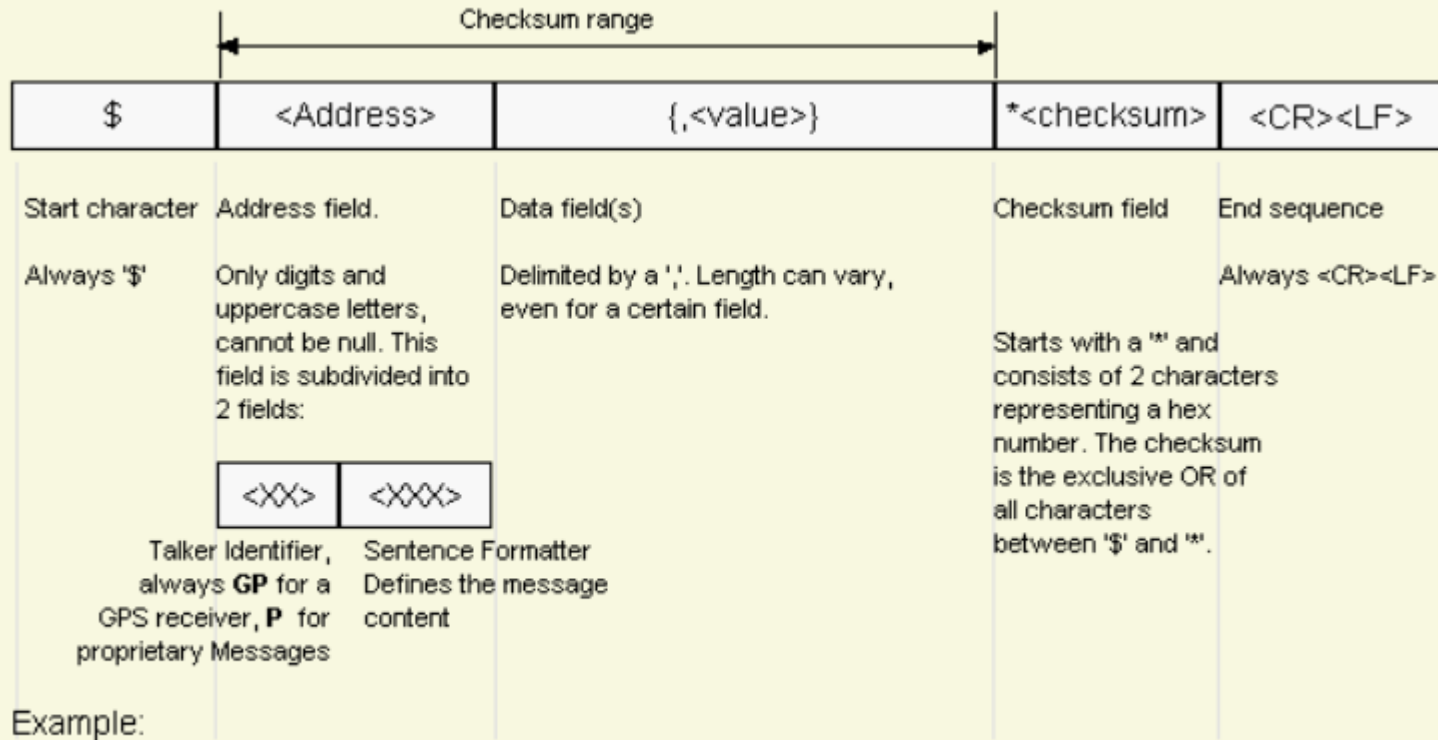 Checksum range
$ <Address> {,<value>} *<checksum> <CR><LF>
Start character
Always '$'
Address field.
Only digits and
uppercase letters,
cannot be null. This
field is subdivided into
2 fields:
<XX> <XXX>
Talker Identifier,
always GP for a
GPS receiver, P for
proprietary Messages
Sentence Formatter
Defines the message
content
Data field(s)
Delimited by a ','. Length can vary,
even for a certain field.
Checksum field
Starts with a '*' and
consists of 2 characters
representing a hex
number. The checksum
is the exclusive OR of
all characters
between '$' and '*'.
End sequence
Always <CR><LF>
Example: